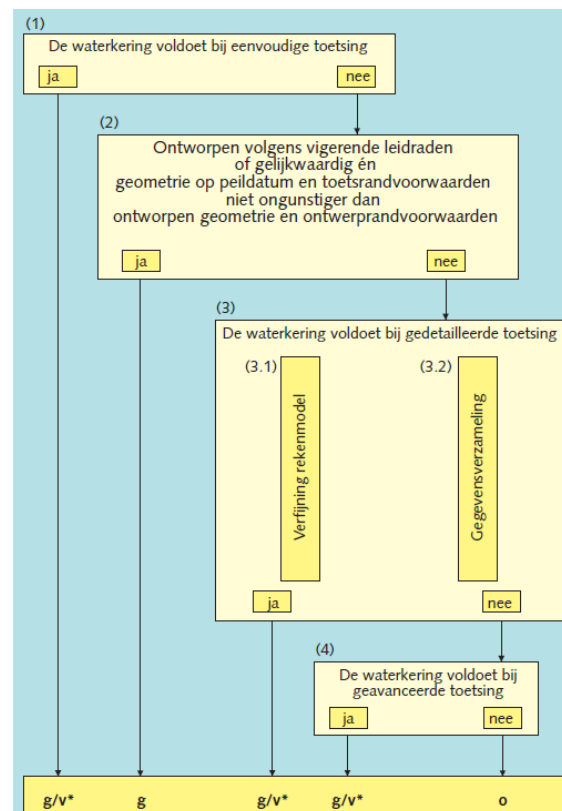 (1)
De waterkering voldoet bij eenvoudige toetsing
ja
nee
(2)
Ontworpen volgens vigerende leidraden
of gelijkwaardig én
geometrie op peildatum en toetsrandvoorwaarden
niet ongunstiger dan
ontworpen geometrie en ontwerprandvoorwaarden
ja
nee
(3)
De waterkering voldoet bij gedetailleerde toetsing
(3.1)
Verfijning rekenmodel
(3.2)
Gegevensverzameling
ja
nee
(4)
De waterkering voldoet bij
geavanceerde toetsing
ja
nee
g/v* g g/v* g/v* o